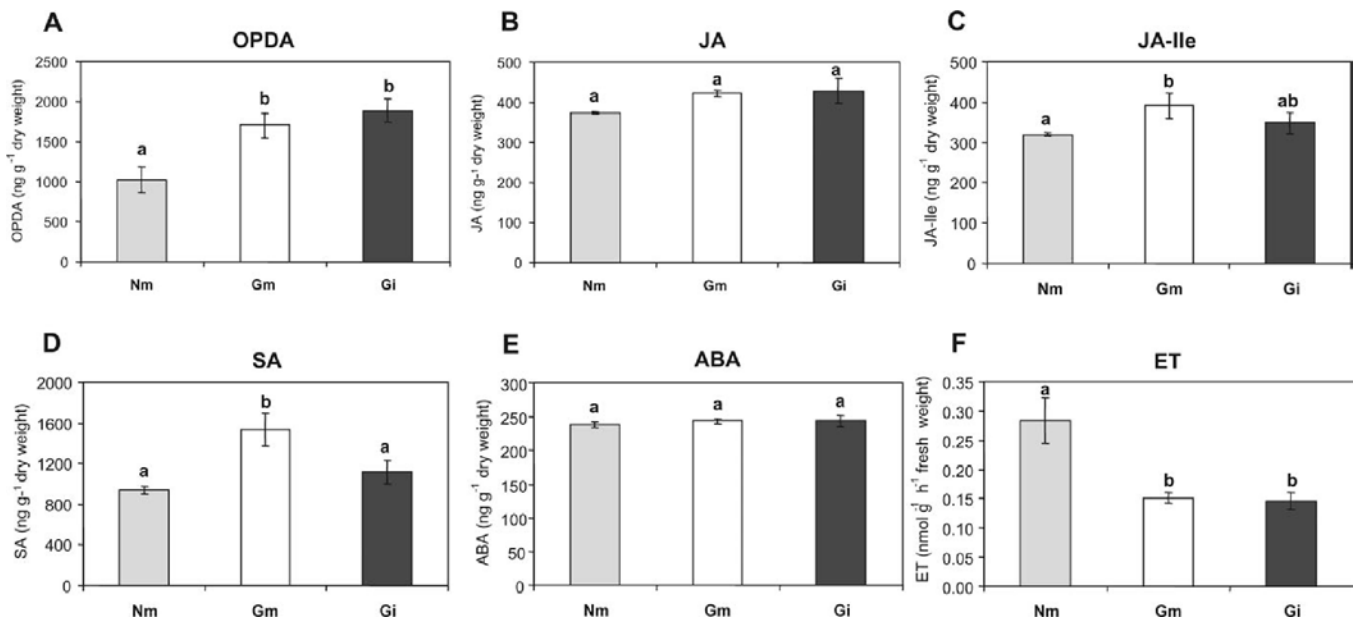 A
OPDA
OPDA (ng g⁻¹ dry weight)
2500
2000
1500
1000
500
0
a
b
b
Nm
Gm
Gi
B
JA
JA (ng g-¹ dry weight)
500
400
300
200
100
0
a
a
a
Nm
Gm
Gi
C
JA-Ile
JA-Ile (ng g⁻¹ dry weight)
500
400
300
200
100
0
a
b
ab
Nm
Gm
Gi
D
SA
SA (ng g-¹ dry weight)
2000
1600
1200
800
400
0
a
b
a
Nm
Gm
Gi
E
ABA
ABA (ng g-¹ dry weight)
300
250
200
150
100
50
0
a
a
a
Nm
Gm
Gi
F
ET
ET (nmol g⁻¹ h⁻¹ fresh weight)
0.35
0.30
0.25
0.20
0.15
0.10
0.05
0.00
a
b
b
Nm
Gm
Gi